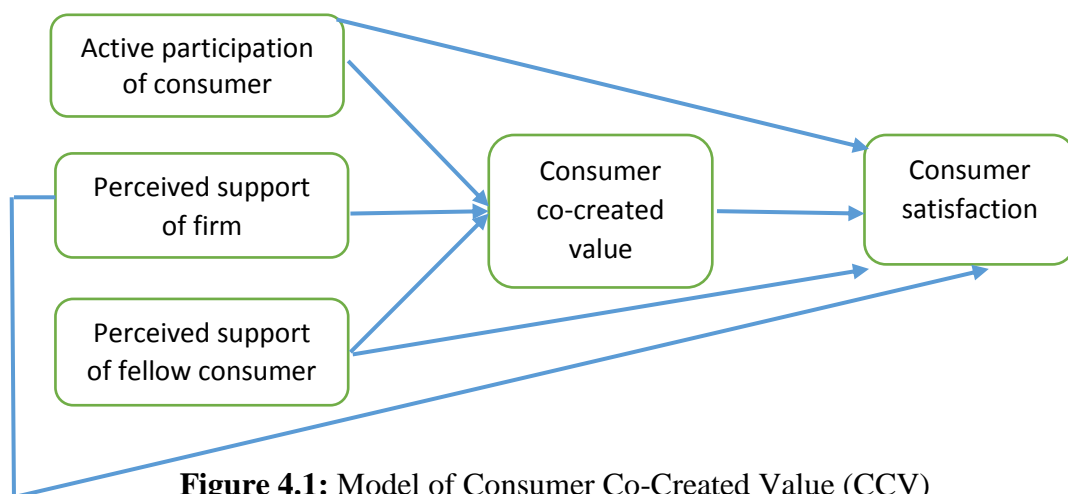 Active participation
of consumer
Perceived support
of firm
Perceived support
of fellow consumer
Consumer
co-created
value
Consumer
satisfaction
Figure 4.1: Model of Consumer Co-Created Value (CCV)